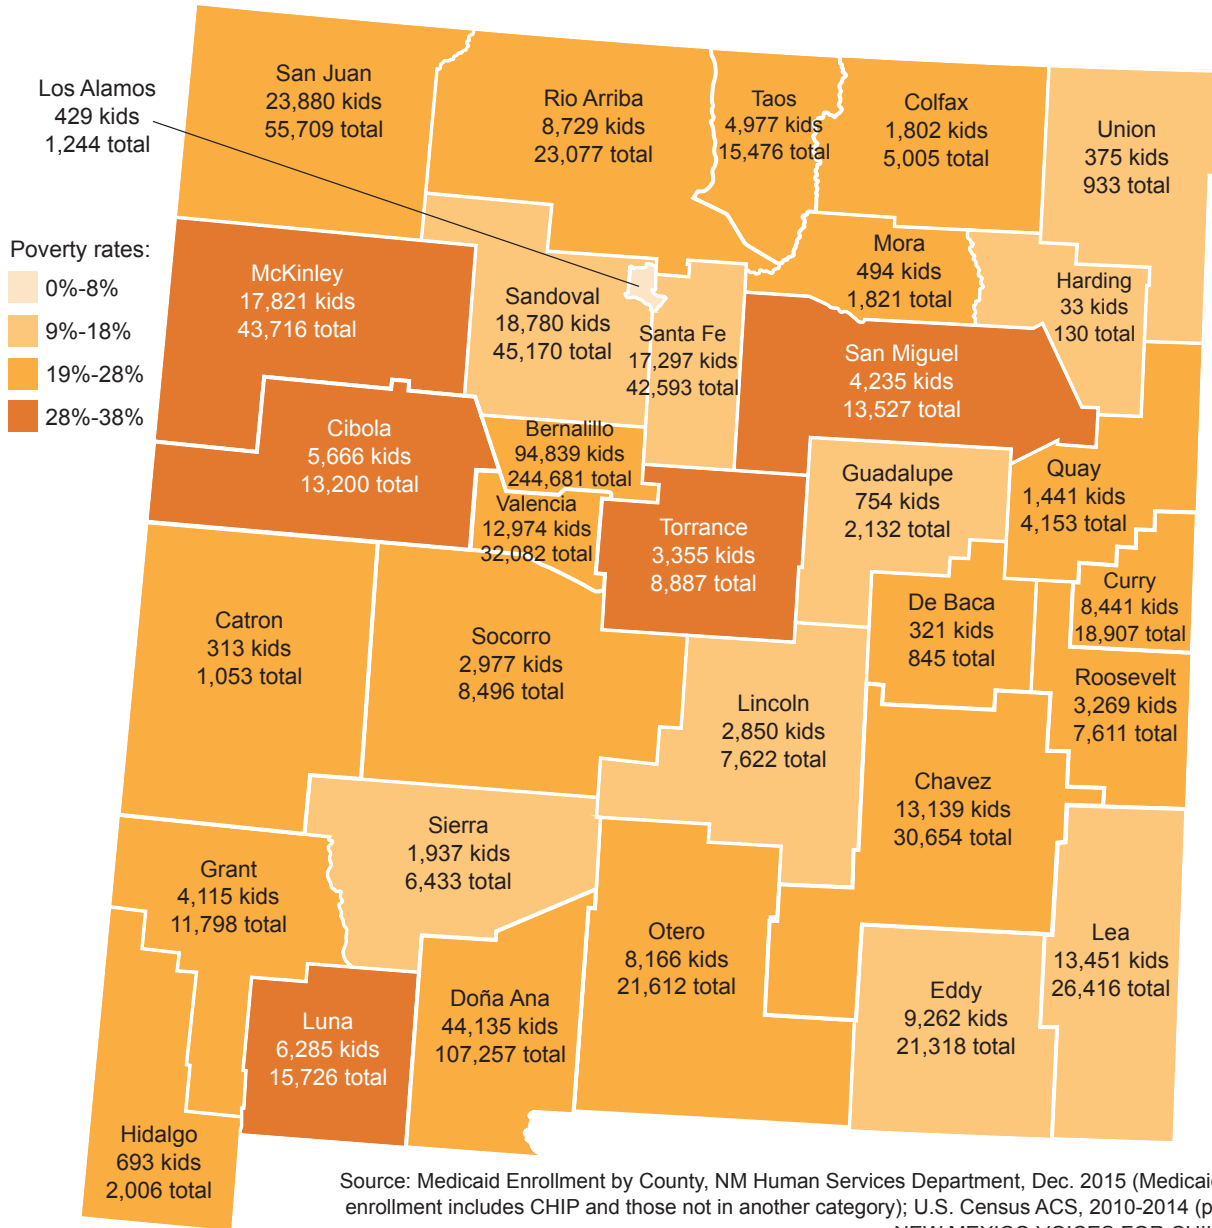 San Juan
23,880 kids
55,709 total
Los Alamos
429 kids
1,244 total
Rio Arriba
8,729 kids
23,077 total
Taos
4,977 kids
15,476 total
Colfax
1,802 kids
5,005 total
Union
375 kids
933 total
Poverty rates:
0%-8%
9%-18%
19%-28%
28%-38%
McKinley
17,821 kids
43,716 total
Sandoval
18,780 kids
45,170 total
Santa Fe
17,297 kids
42,593 total
Mora
494 kids
1,821 total
Harding
33 kids
130 total
San Miguel
4,235 kids
13,527 total
Cibola
5,666 kids
13,200 total
Bernalillo
94,839 kids
244,681 total
Valencia
12,974 kids
32,082 total
Torrance
3,355 kids
8,887 total
Guadalupe
754 kids
2,132 total
Quay
1,441 kids
4,153 total
Curry
8,441 kids
18,907 total
De Baca
321 kids
845 total
Roosevelt
3,269 kids
7,611 total
Catron
313 kids
1,053 total
Socorro
2,977 kids
8,496 total
Lincoln
2,850 kids
7,622 total
Chavez
13,139 kids
30,654 total
Sierra
1,937 kids
6,433 total
Grant
4,115 kids
11,798 total
Otero
8,166 kids
21,612 total
Lea
13,451 kids
26,416 total
Eddy
9,262 kids
21,318 total
Doña Ana
44,135 kids
107,257 total
Luna
6,285 kids
15,726 total
Hidalgo
693 kids
2,006 total
Source: Medicaid Enrollment by County, NM Human Services Department, Dec. 2015 (Medicaid
enrollment includes CHIP and those not in another category); U.S. Census ACS, 2010-2014 (p